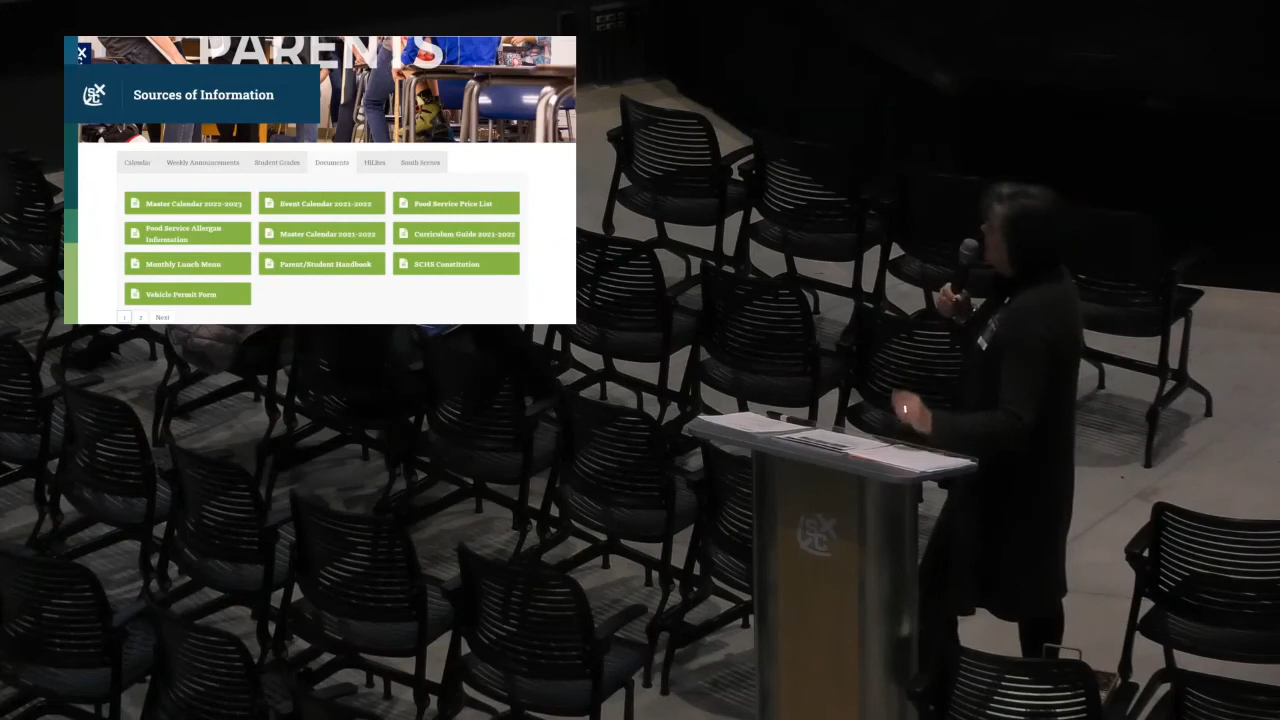 PARENTS
Sources of Information
Calendar Weekly Announcements Student Grades Documents HiLites South Scenes
Master Calendar 2022-2023 Event Calendar 2021-2022 Food Service Price List
Food Service Allergan
Information
Master Calendar 2021-2022 Curriculum Guide 2021-2022
Monthly Lunch Menu Parent/Student Handbook SCHS Constitution
Vehicle Permit Form
1 2 Next